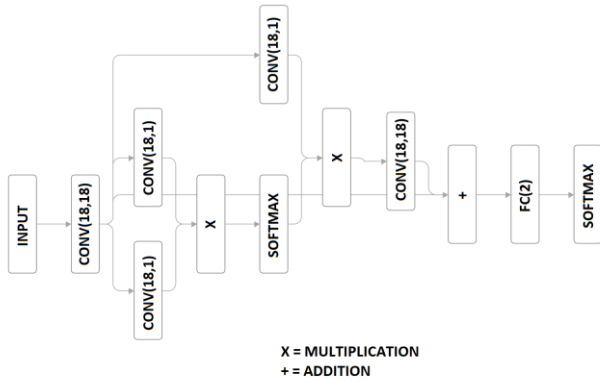 INPUT
CONV(18,18)
CONV(18,1)
CONV(18,1)
X
SOFTMAX
CONV(18,1)
X
CONV(18,18)
+
FC(2)
SOFTMAX
X = MULTIPLICATION
+ = ADDITION